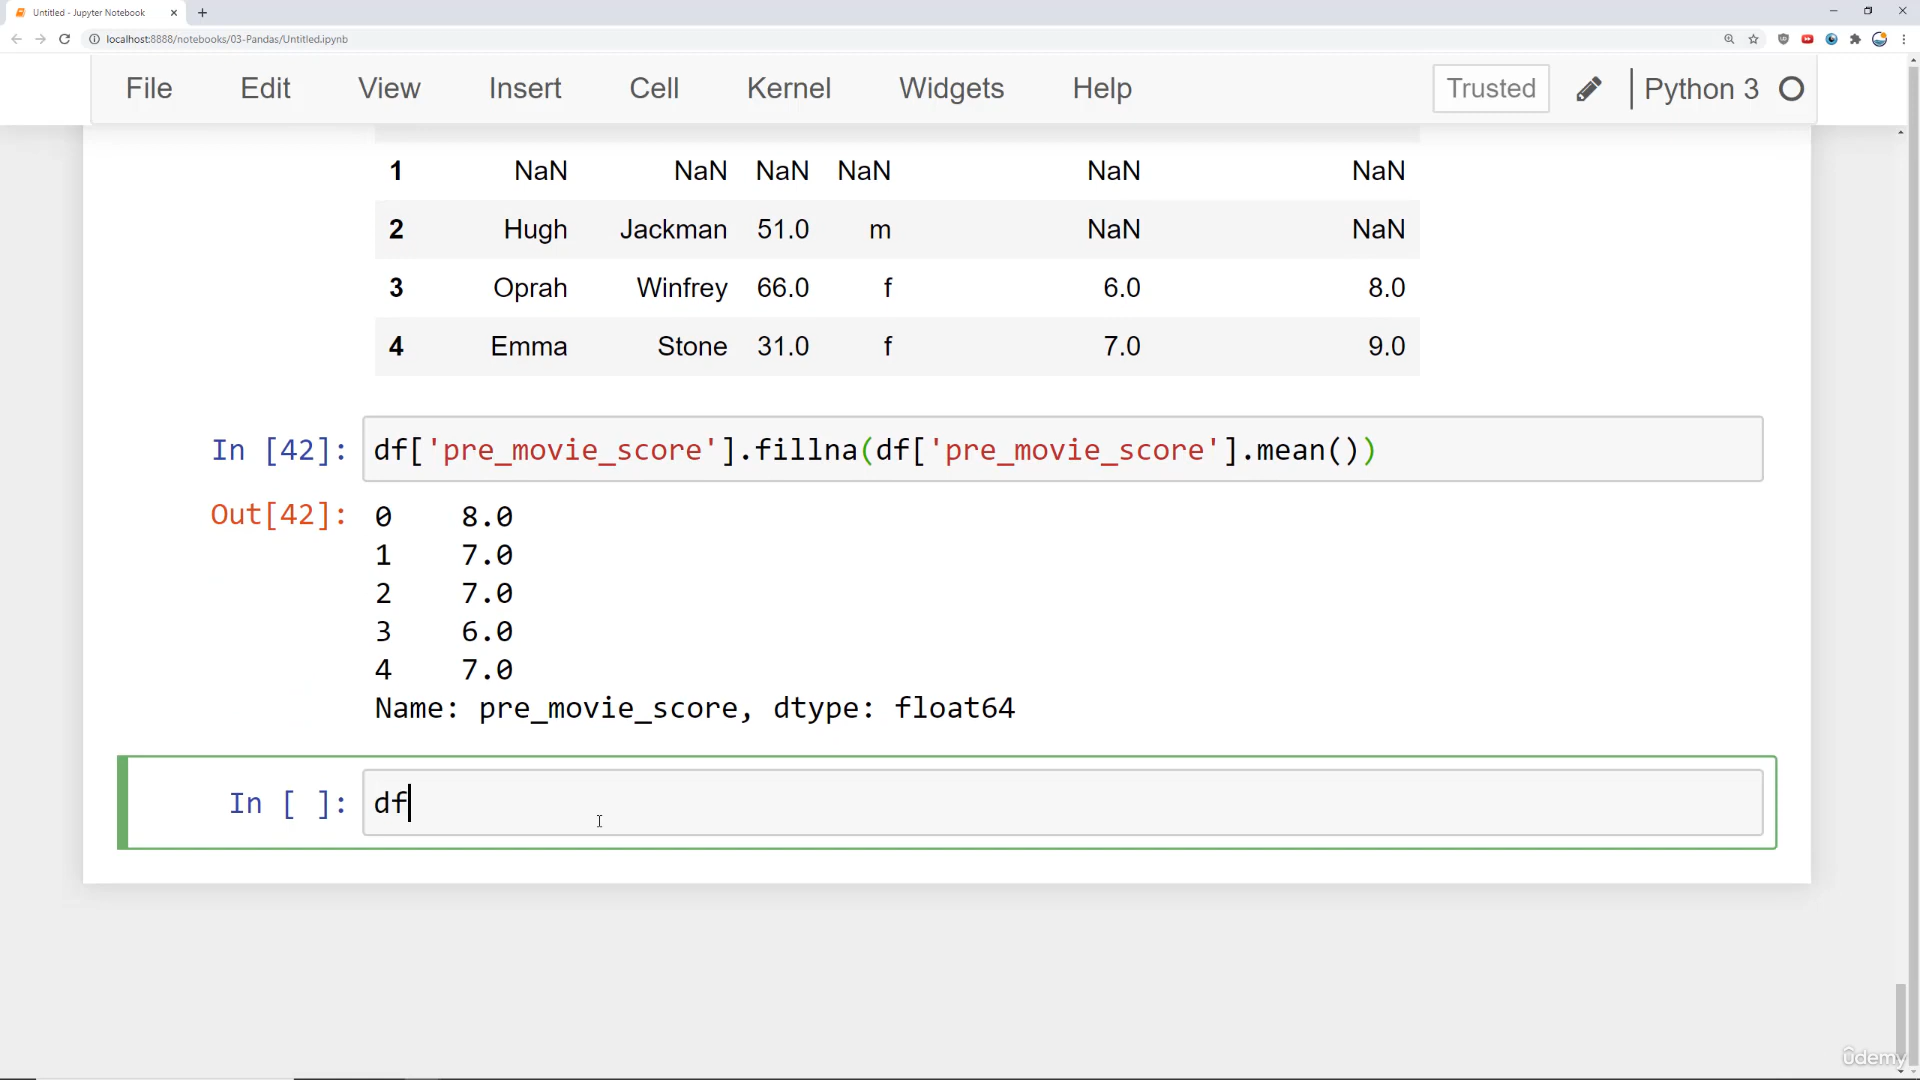 Untitled - Jupyter Notebook
localhost:8888/notebooks/03-Pandas/Untitled.ipynb
File Edit View Insert Cell Kernel Widgets Help Trusted Python 3
1 NaN NaN NaN NaN NaN NaN
2 Hugh Jackman 51.0 m NaN NaN
3 Oprah Winfrey 66.0 f 6.0 8.0
4 Emma Stone 31.0 f 7.0 9.0
In [42]: df['pre_movie_score'].fillna(df['pre_movie_score'].mean())
Out[42]: 0 8.0
1 7.0
2 7.0
3 6.0
4 7.0
Name: pre_movie_score, dtype: float64
In [ ]: df
ûdemy